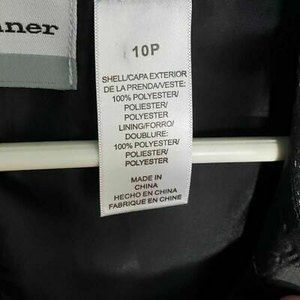 nner
10P
SHELL/CAPA EXTERIOR
DE LA PRENDA/VESTE:
100% POLYESTER/
POLIESTER/
POLYESTER
LINING/FORRO/
DOUBLURE:
100% POLYESTER/
POLIESTER/
POLYESTER
MADE IN
CHINA
HECHO EN CHINA
FABRIQUE EN CHINE